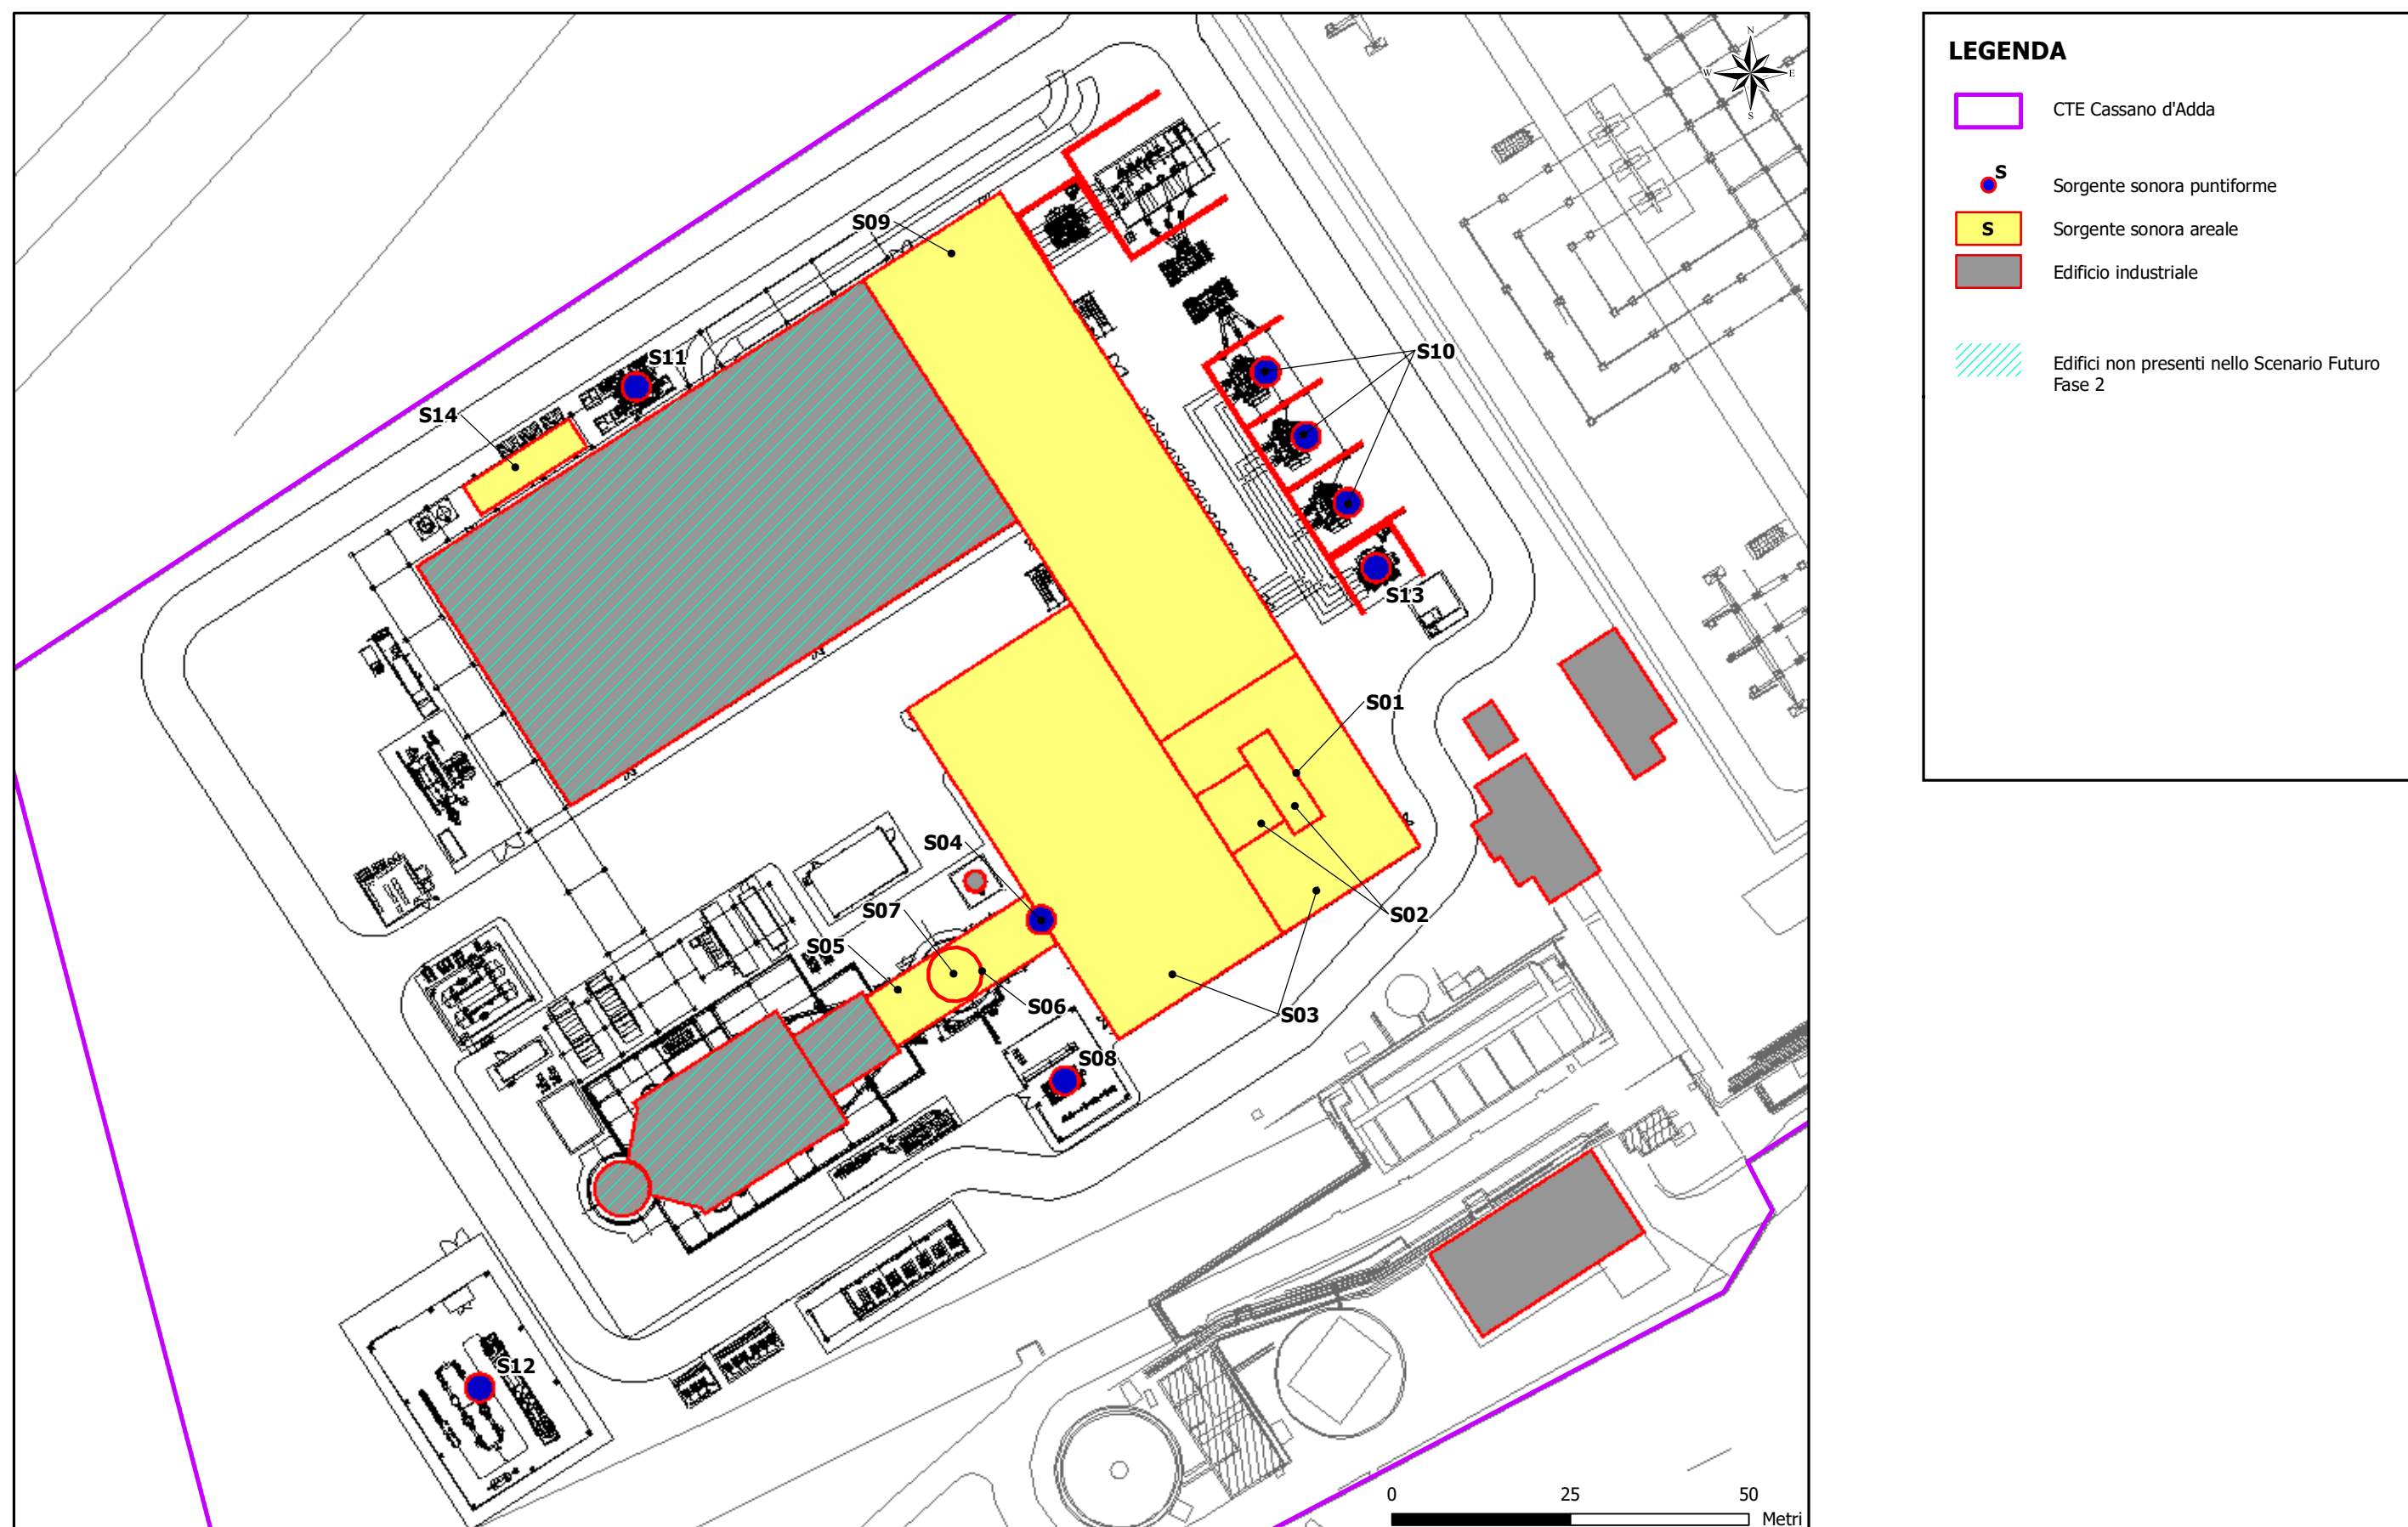 N
W E
S
S09
S11
S14
S10
S13
S01
S04
S07
S02
S05
S06
S03
S08
S12
0 25 50
Metri
LEGENDA
CTE Cassano d'Adda
S
Sorgente sonora puntiforme
S Sorgente sonora areale
Edificio industriale
Edifici non presenti nello Scenario Futuro
Fase 2